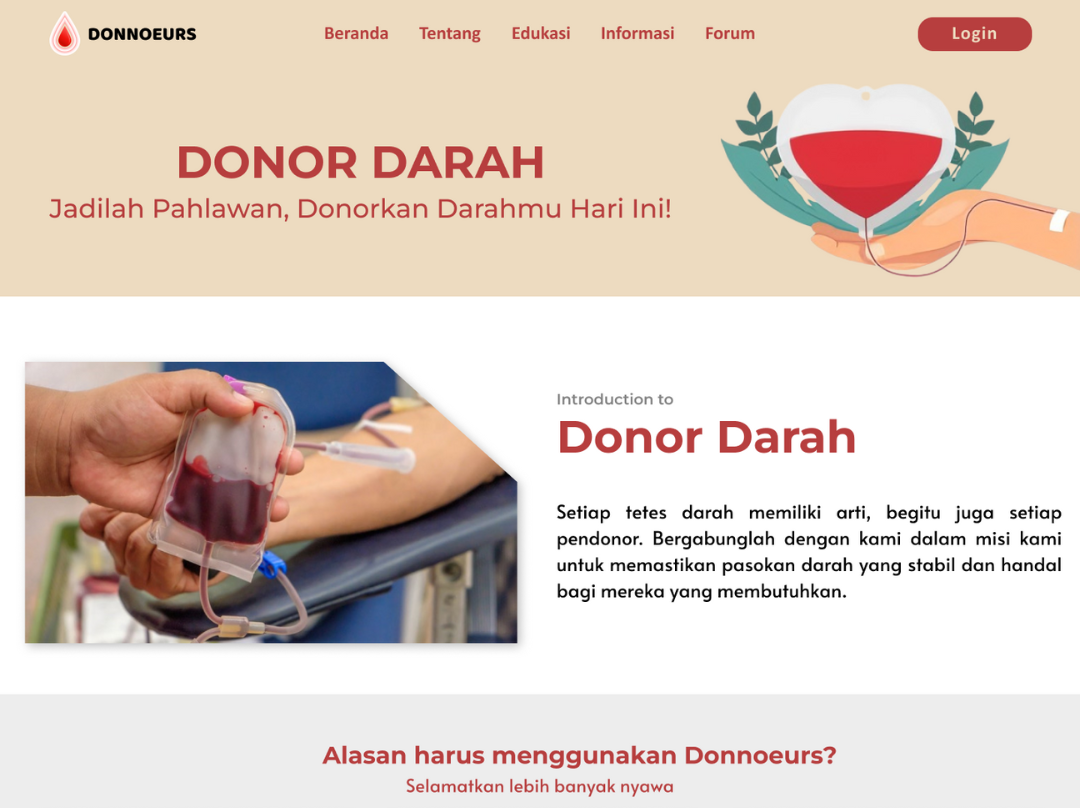 DONNOEURS
Beranda Tentang Edukasi Informasi Forum
Login
DONOR DARAH
Jadilah Pahlawan, Donorkan Darahmu Hari Ini!
Introduction to
Donor Darah
Setiap tetes darah memiliki arti, begitu juga setiap
pendonor. Bergabunglah dengan kami dalam misi kami
untuk memastikan pasokan darah yang stabil dan handal
bagi mereka yang membutuhkan.
Alasan harus menggunakan Donnoeurs?
Selamatkan lebih banyak nyawa